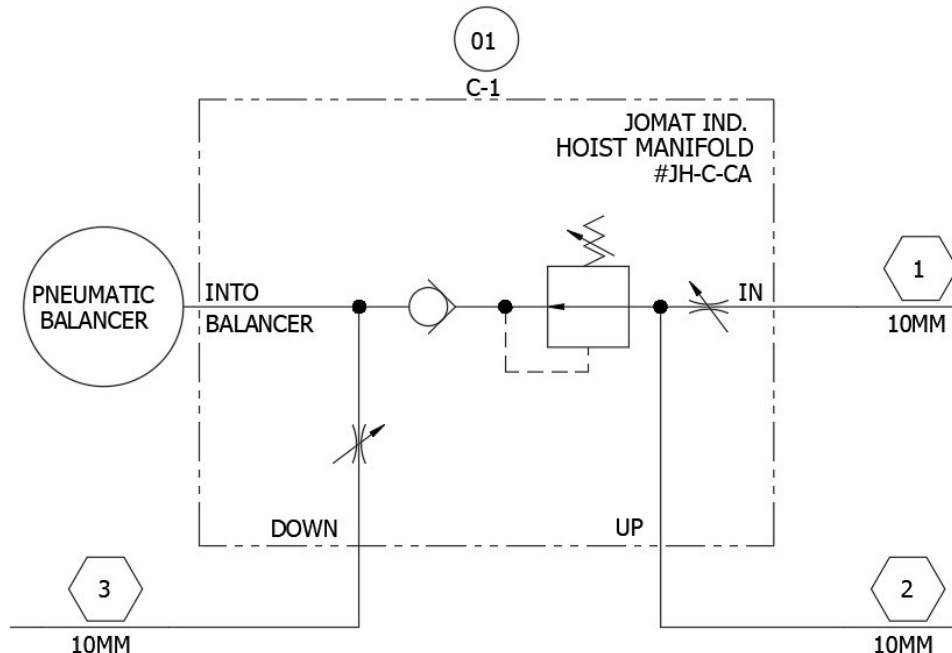 01
C-1
JOMAT IND.
HOIST MANIFOLD
#JH-C-CA
PNEUMATIC
BALANCER
INTO
BALANCER
IN
1
10MM
DOWN
UP
3
10MM
2
10MM